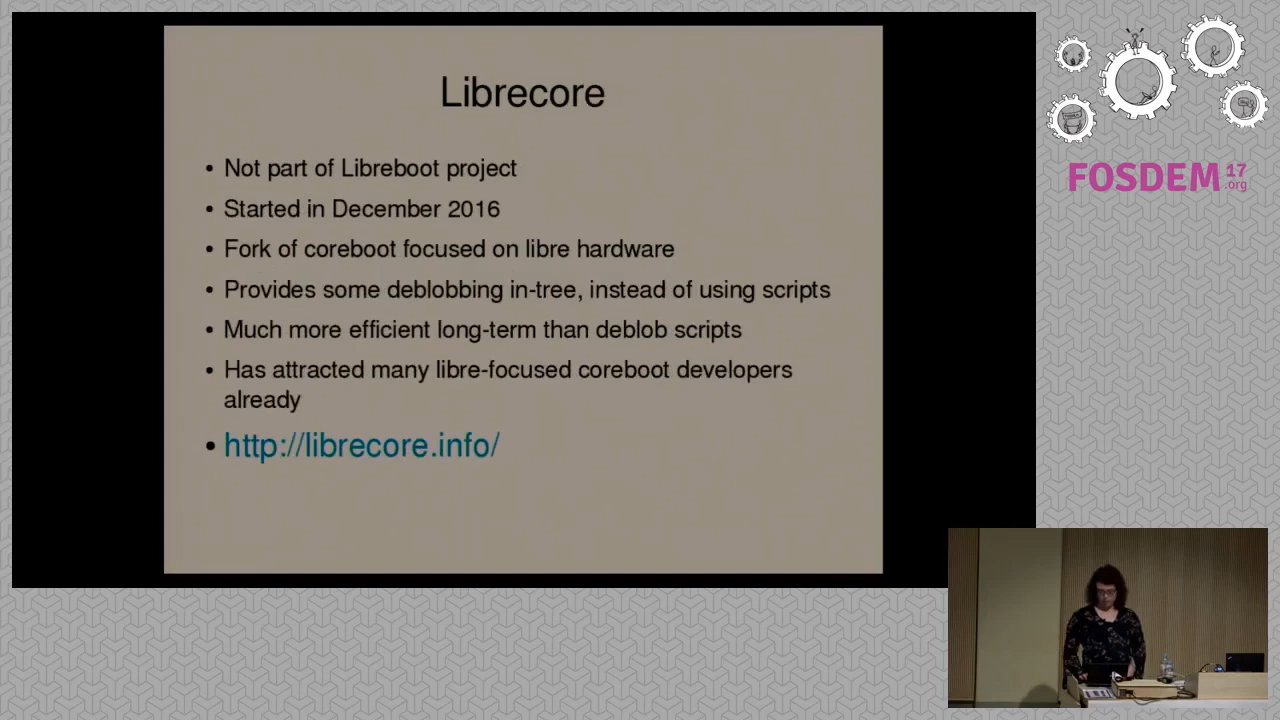 Librecore
• Not part of Libreboot project
• Started in December 2016
• Fork of coreboot focused on libre hardware
• Provides some deblobbing in-tree, instead of using scripts
• Much more efficient long-term than deblob scripts
• Has attracted many libre-focused coreboot developers
already
• http://librecore.info/
FOSDEM 17
.org